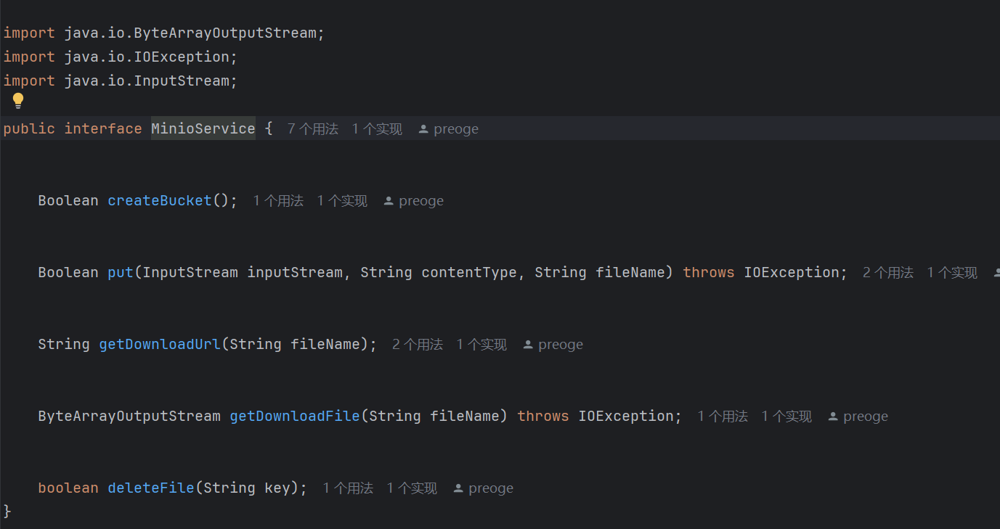 import java.io.ByteArrayOutputStream;
import java.io.IOException;
import java.io.InputStream;
public interface MinioService { 7 个用法 1 个实现 preoge
Boolean createBucket(); 1 个用法 1 个实现 preoge
Boolean put(InputStream inputStream, String contentType, String fileName) throws IOException; 2 个用法 1 个实现
String getDownloadUrl(String fileName); 2 个用法 1 个实现 preoge
ByteArrayOutputStream getDownloadFile(String fileName) throws IOException; 1 个用法 1 个实现 preoge
boolean deleteFile(String key); 1 个用法 1 个实现 preoge
}